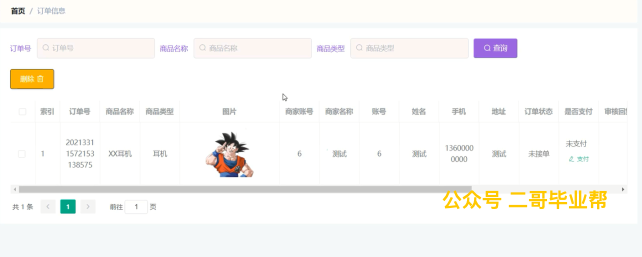 首页 / 订单信息
订单号 订单号 商品名称 商品名称 商品类型 商品类型 查询
删除
索引 订单号 商品名称 商品类型 图片 商家账号 商家名称 账号 姓名 手机 地址 订单状态 是否支付 审核回
1 20213311572153138575 XX耳机 耳机 6 测试 6 测试 13600000000 测试 未接单 未支付
支付
公众号 二哥毕业帮
共 1 条 1 前往 1 页